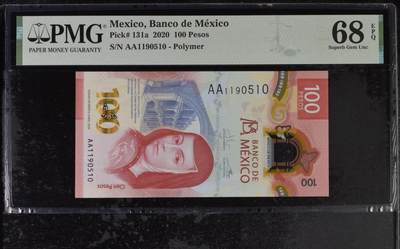 PMG
PAPER MONEY GUARANTY
Mexico, Banco de México
Pick# 131a 2020 100 Pesos
S/N AA1190510 - Polymer
68 EPQ
Superb Gem Unc
100
AA1190510
100
PESOS
BANCO DE
MÉXICO
AA1190510
Cien Pesos
100